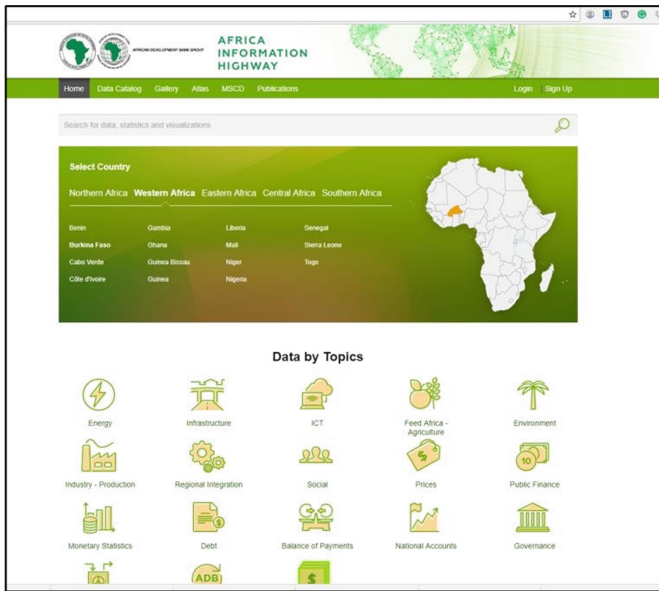 AFRICAN DEVELOPMENT BANK GROUP
AFRICA
INFORMATION
HIGHWAY
Home Data Catalog Gallery Atlas MSCD Publications Login Sign Up
Search for data, statistics and visualizations
Select Country
Northern Africa Western Africa Eastern Africa Central Africa Southern Africa
Benin Gambia Liberia Senegal
Burkina Faso Ghana Mali Sierra Leone
Cabo Verde Guinea Bissau Niger Togo
Côte d'Ivoire Guinea Nigeria
Data by Topics
Energy Infrastructure ICT Feed Africa - Environment
Agriculture
10
Industry - Production Regional Integration Social Prices Public Finance
Monetary Statistics Debt Balance of Payments National Accounts Governance
ADB